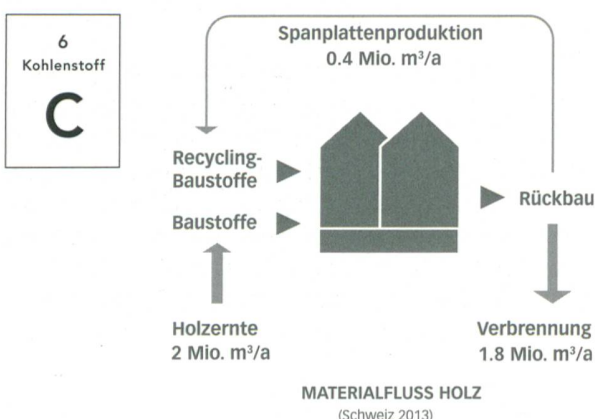 6
Kohlenstoff
C
Spanplattenproduktion
0.4 Mio. m³/a
Recycling-
Baustoffe
Baustoffe
Rückbau
Holzernte
2 Mio. m³/a
Verbrennung
1.8 Mio. m³/a
MATERIALFLUSS HOLZ
(Schweiz 2013)